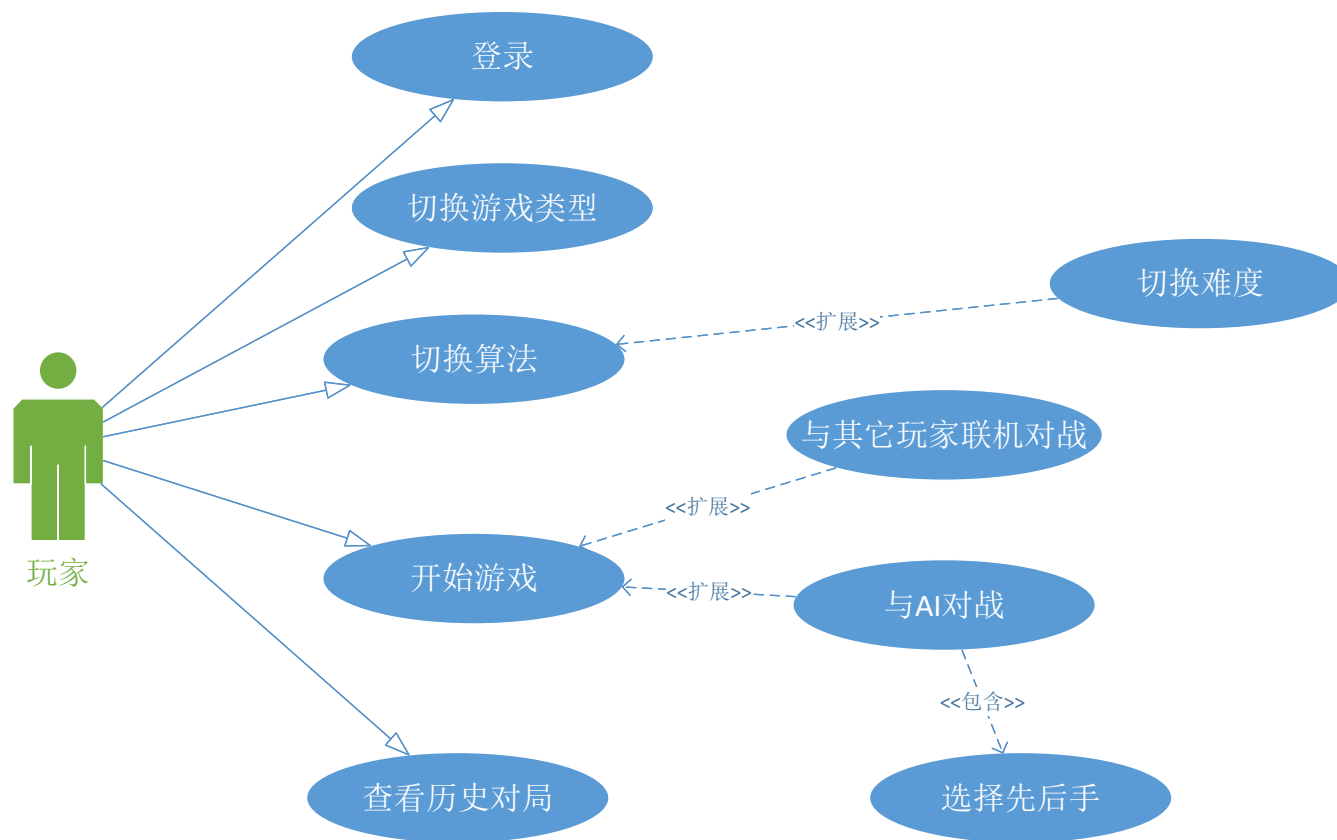 登录
切换游戏类型
切换难度
<<扩展>>
切换算法
与其它玩家联机对战
<<扩展>>
玩家
开始游戏
<<扩展>>
与AI对战
<<包含>>
查看历史对局
选择先后手